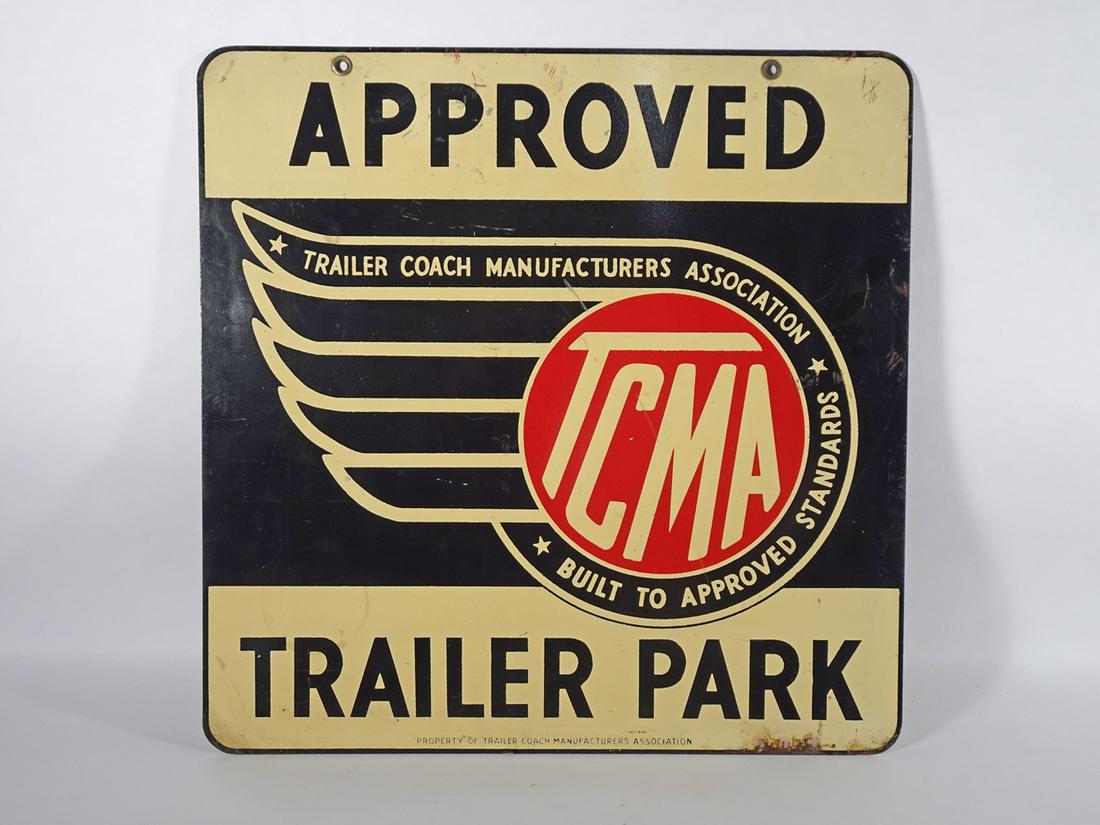 APPROVED
★ TRAILER COACH MANUFACTURERS ASSOCIATION ★
TCMA
★ BUILT TO APPROVED STANDARDS
TRAILER PARK
PROPERTY OF TRAILER COACH MANUFACTURERS ASSOCIATION